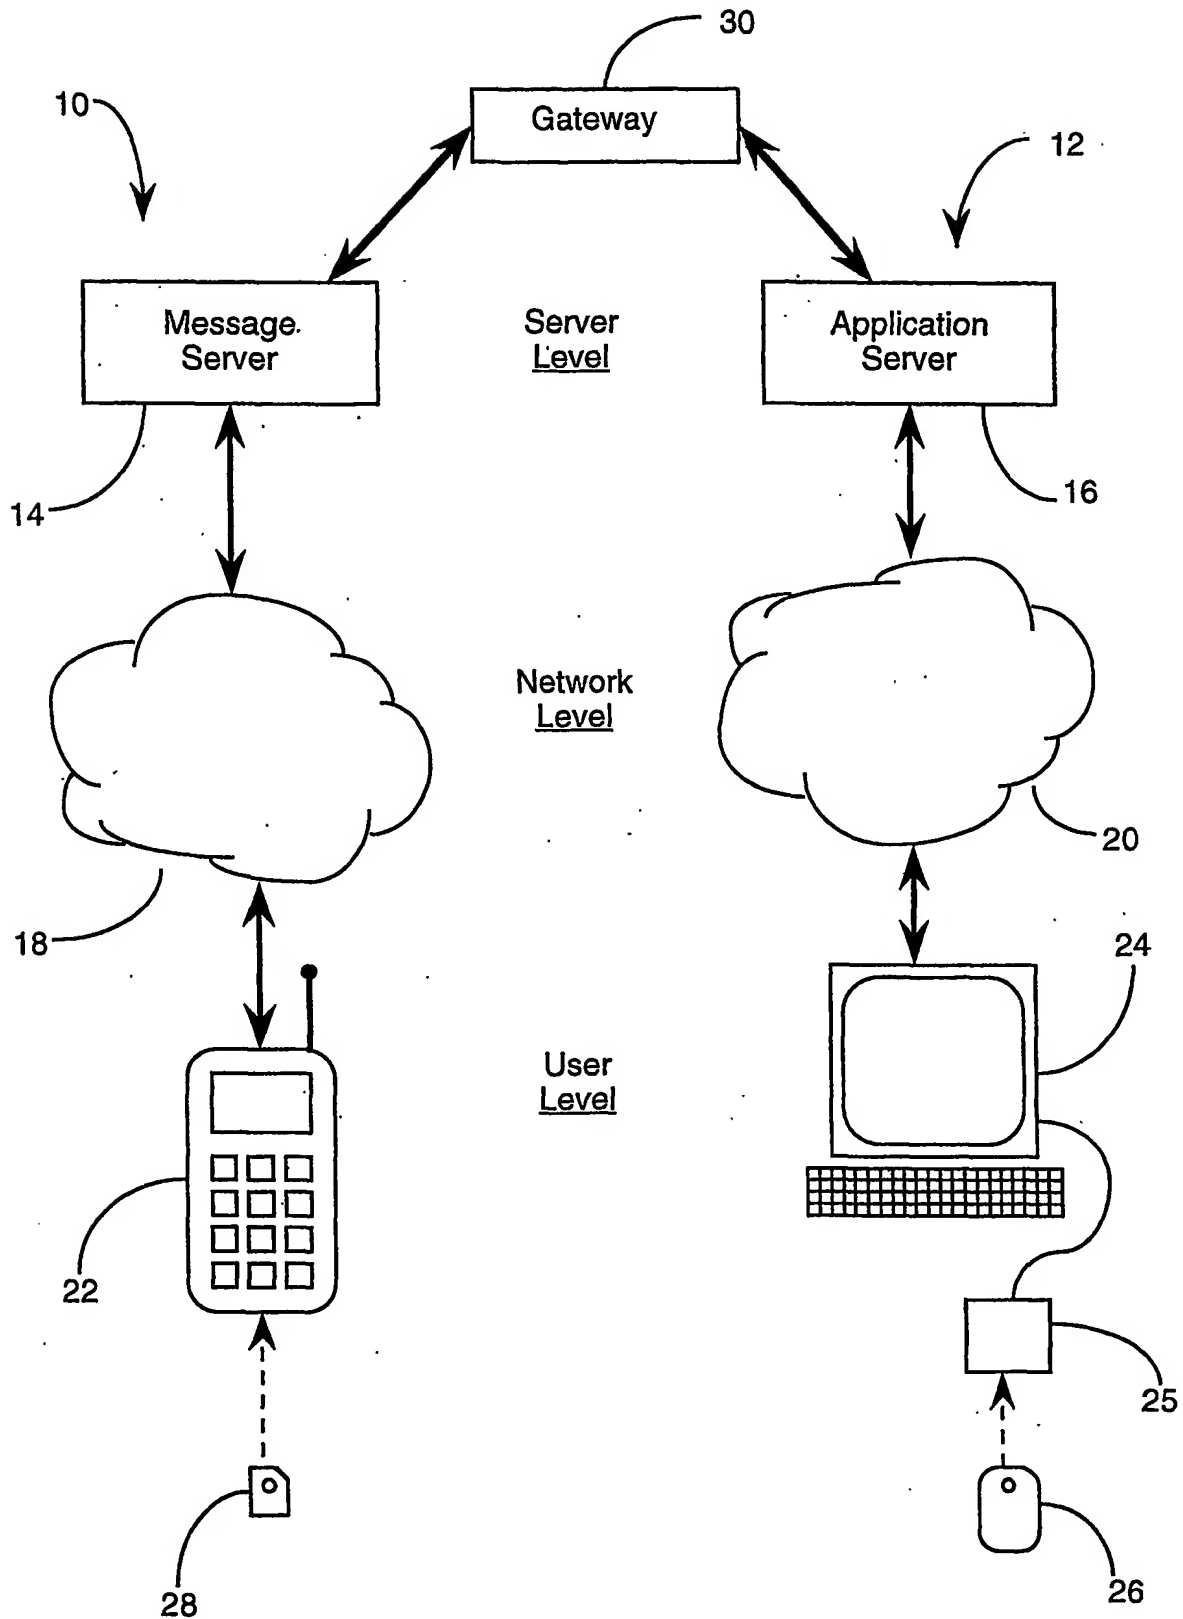 30
10
Gateway
12
Message
Server
Server
Level
Application
Server
14
16
Network
Level
20
18
24
User
Level
22
25
28
26